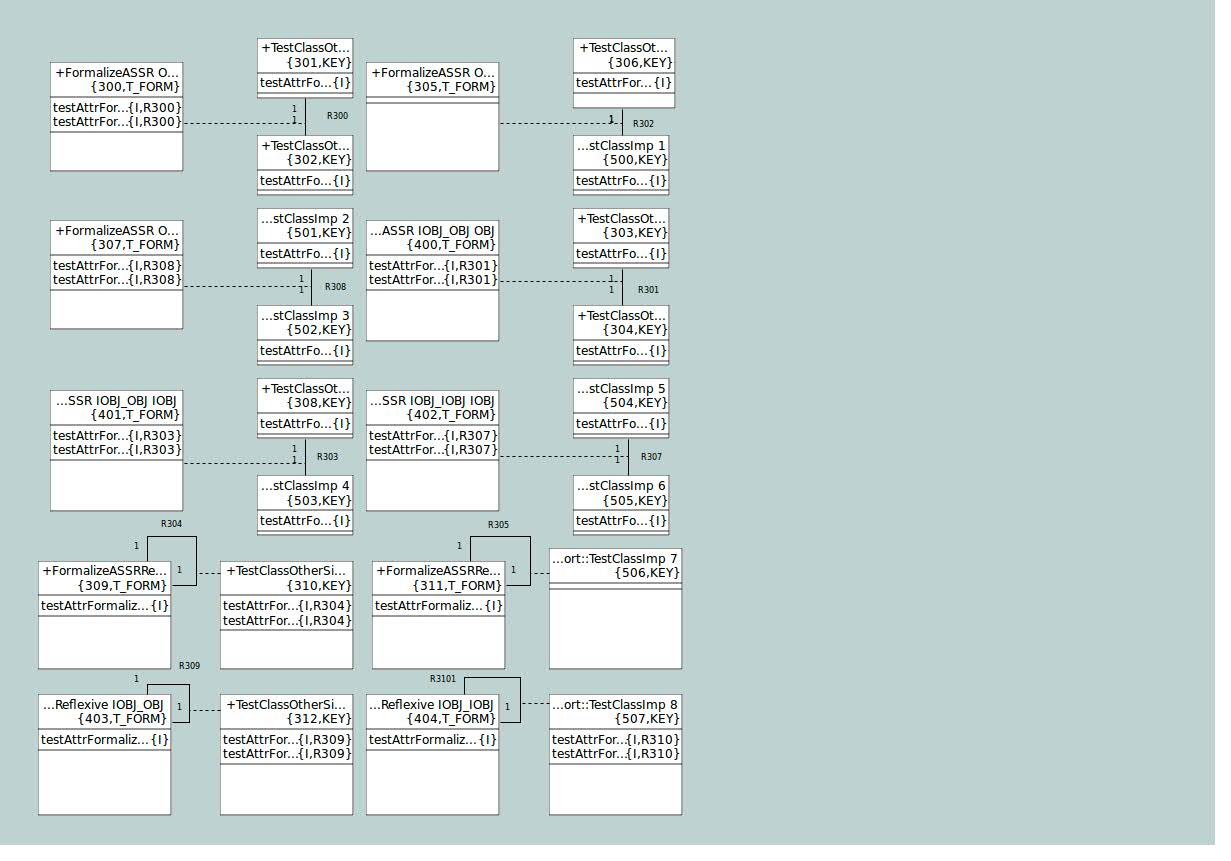 +TestClassOt...
{301,KEY}
testAttrFo...{I}
+TestClassOt...
{306,KEY}
testAttrFor...{I}
+FormalizeASSR O...
{300,T_FORM}
testAttrFor...{I,R300}
testAttrFor...{I,R300}
+FormalizeASSR O...
{305,T_FORM}
1
1
R300
1
R302
+TestClassOt...
{302,KEY}
testAttrFo...{I}
...stClassImp 1
{500,KEY}
testAttrFo...{I}
...stClassImp 2
{501,KEY}
testAttrFo...{I}
+TestClassOt...
{303,KEY}
testAttrFo...{I}
+FormalizeASSR O...
{307,T_FORM}
testAttrFor...{I,R308}
testAttrFor...{I,R308}
...ASSR IOBJ_OBJ OBJ
{400,T_FORM}
testAttrFor...{I,R301}
testAttrFor...{I,R301}
1
1
R308
1
1
R301
...stClassImp 3
{502,KEY}
testAttrFo...{I}
+TestClassOt...
{304,KEY}
testAttrFo...{I}
+TestClassOt...
{308,KEY}
testAttrFo...{I}
...stClassImp 5
{504,KEY}
testAttrFo...{I}
...SSR IOBJ_OBJ IOBJ
{401,T_FORM}
testAttrFor...{I,R303}
testAttrFor...{I,R303}
...SSR IOBJ_IOBJ IOBJ
{402,T_FORM}
testAttrFor...{I,R307}
testAttrFor...{I,R307}
1
1
R303
1
1
R307
...stClassImp 4
{503,KEY}
testAttrFo...{I}
...stClassImp 6
{505,KEY}
testAttrFo...{I}
R304
1
1
R305
1
1
+FormalizeASSRRe...
{309,T_FORM}
testAttrFormaliz...{I}
+TestClassOtherSi...
{310,KEY}
testAttrFor...{I,R304}
testAttrFor...{I,R304}
+FormalizeASSRRe...
{311,T_FORM}
testAttrFormaliz...{I}
...ort::TestClassImp 7
{506,KEY}
R309
1
1
R3101
1
...Reflexive IOBJ_OBJ
{403,T_FORM}
testAttrFormaliz...{I}
+TestClassOtherSi...
{312,KEY}
testAttrFor...{I,R309}
testAttrFor...{I,R309}
...Reflexive IOBJ_IOBJ
{404,T_FORM}
testAttrFormaliz...{I}
...ort::TestClassImp 8
{507,KEY}
testAttrFor...{I,R310}
testAttrFor...{I,R310}